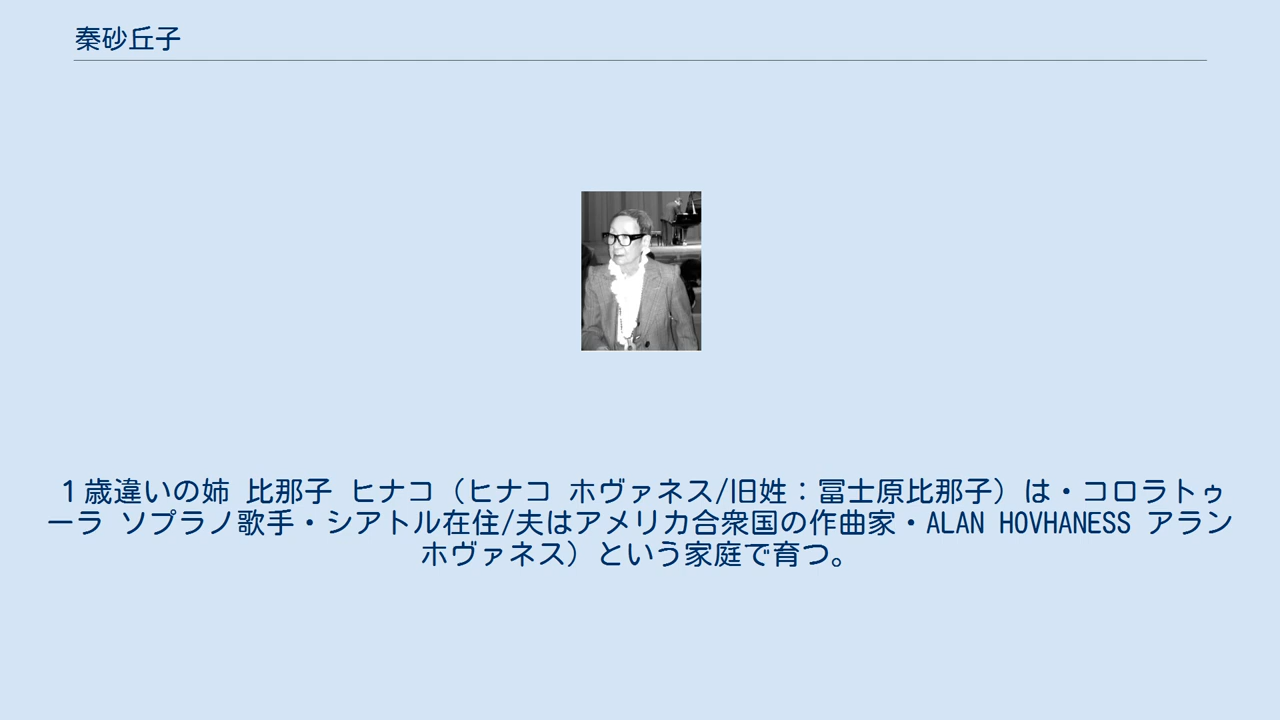 秦砂丘子
１歳違いの姉 比那子 ヒナコ（ヒナコ ホヴァネス/旧姓：冨士原比那子）は・コロラトゥ
ーラ ソプラノ歌手・シアトル在住/夫はアメリカ合衆国の作曲家・ALAN HOVHANESS アラン
ホヴァネス）という家庭で育つ。